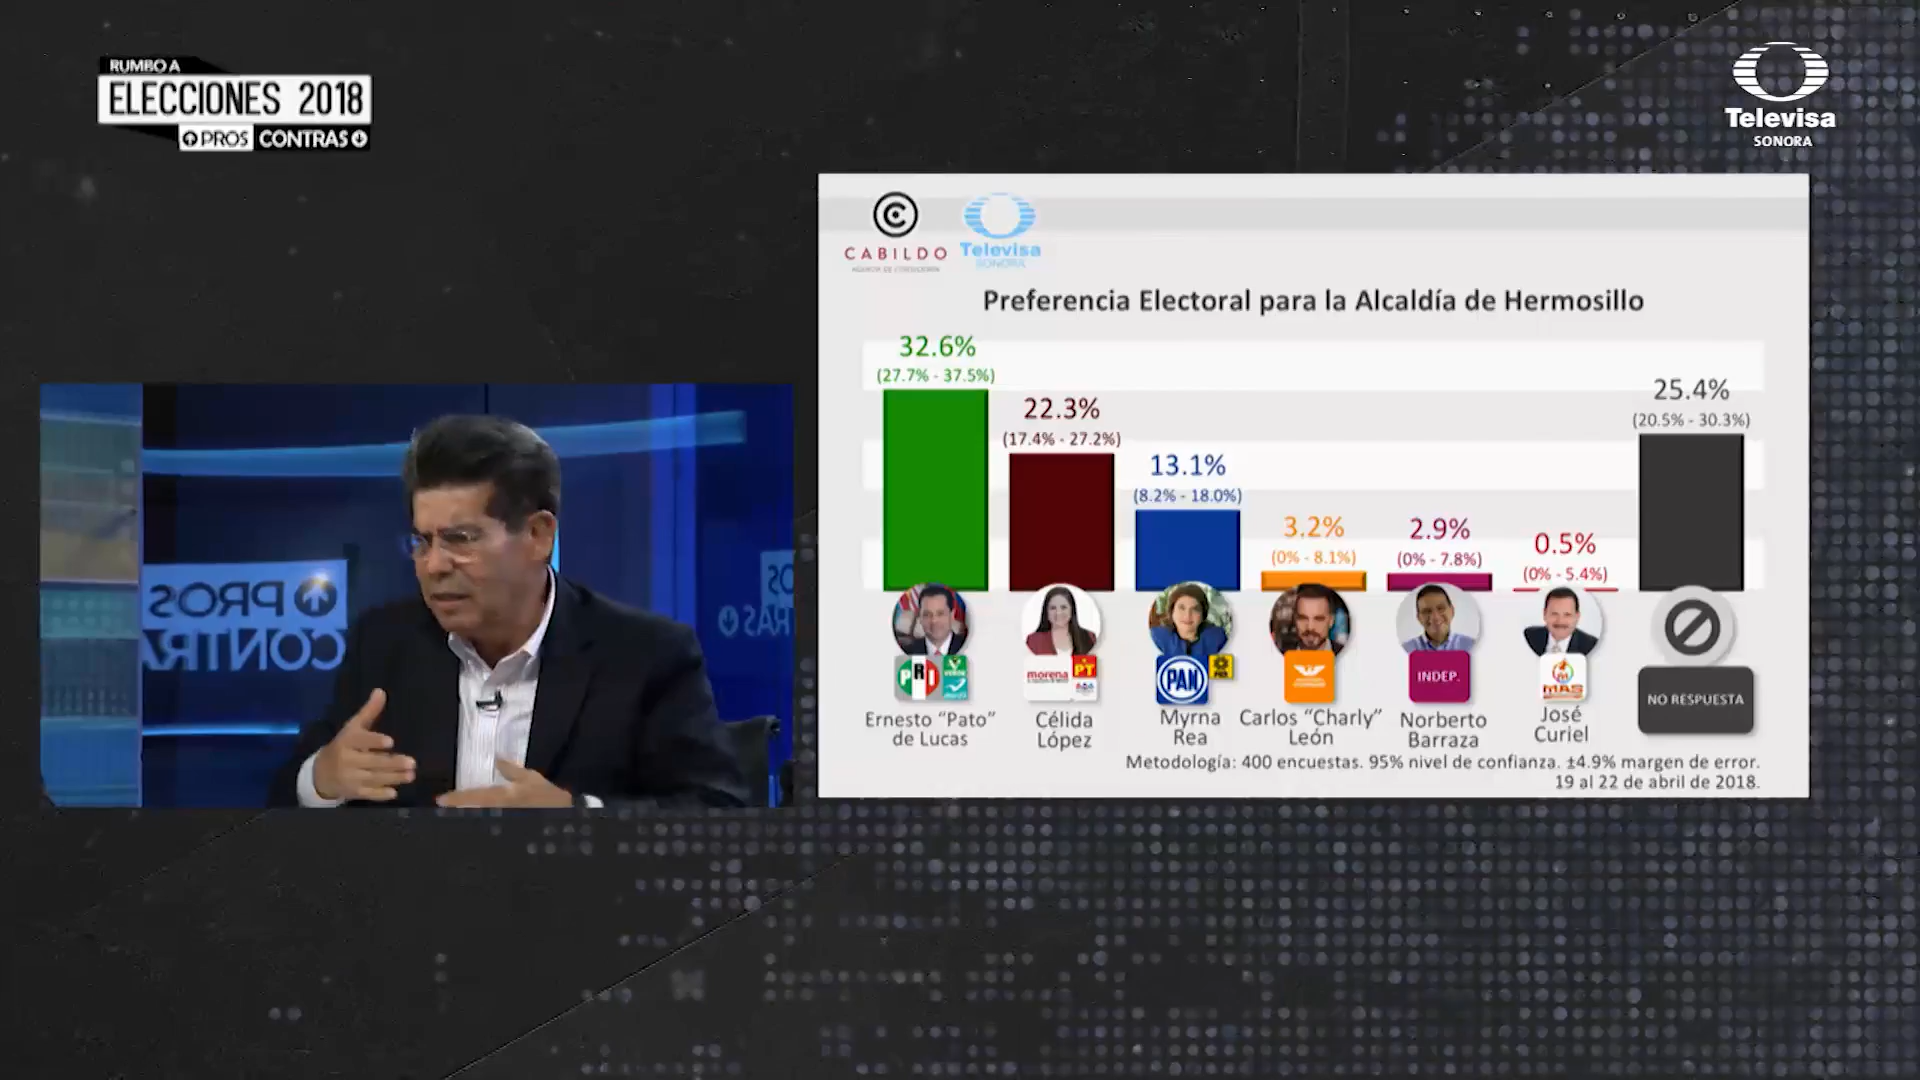 RUMBO A
ELECCIONES 2018
PROS CONTRAS
Televisa
SONORA
CABILDO
Televisa
SONORA
Preferencia Electoral para la Alcaldía de Hermosillo
32.6%
(27.7% - 37.5%)
22.3%
(17.4% - 27.2%)
13.1%
(8.2% - 18.0%)
3.2%
(0% - 8.1%)
2.9%
(0% - 7.8%)
0.5%
(0% - 5.4%)
25.4%
(20.5% - 30.3%)
PRI
VERDE
morena
PT
PAN
PRD
INDEP.
MAS
NO RESPUESTA
Ernesto "Pato"
de Lucas
Célida
López
Myrna
Rea
Carlos "Charly"
León
Norberto
Barraza
José
Curiel
Metodología: 400 encuestas. 95% nivel de confianza. ±4.9% margen de error.
19 al 22 de abril de 2018.
PROS
CONTRA